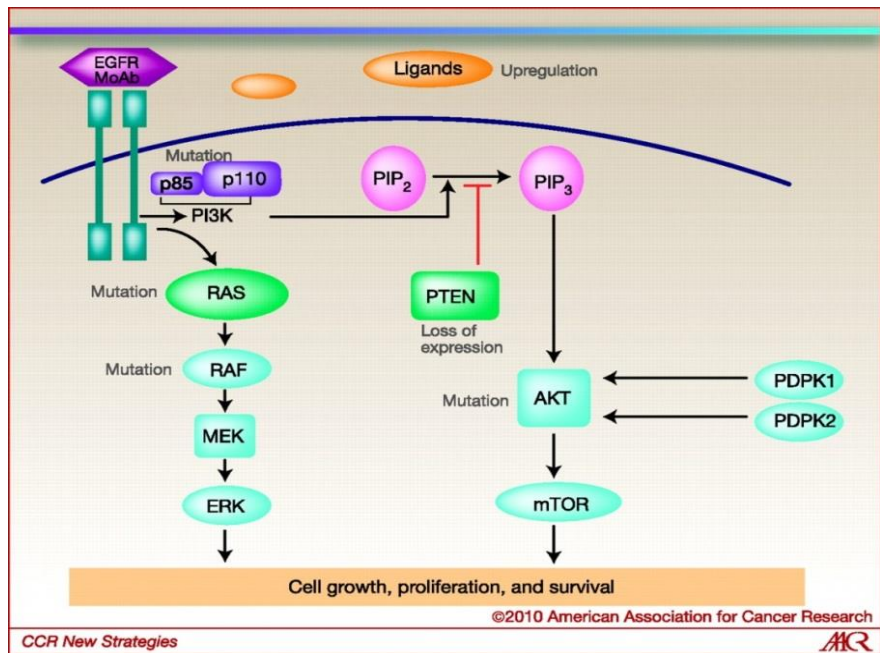 EGFR
MoAb
Ligands
Upregulation
Mutation
p85
p110
PI3K
PIP2
PIP3
Mutation
RAS
PTEN
Loss of
expression
Mutation
RAF
Mutation
AKT
PDPK1
PDPK2
MEK
ERK
mTOR
Cell growth, proliferation, and survival
©2010 American Association for Cancer Research
CCR New Strategies
AACR